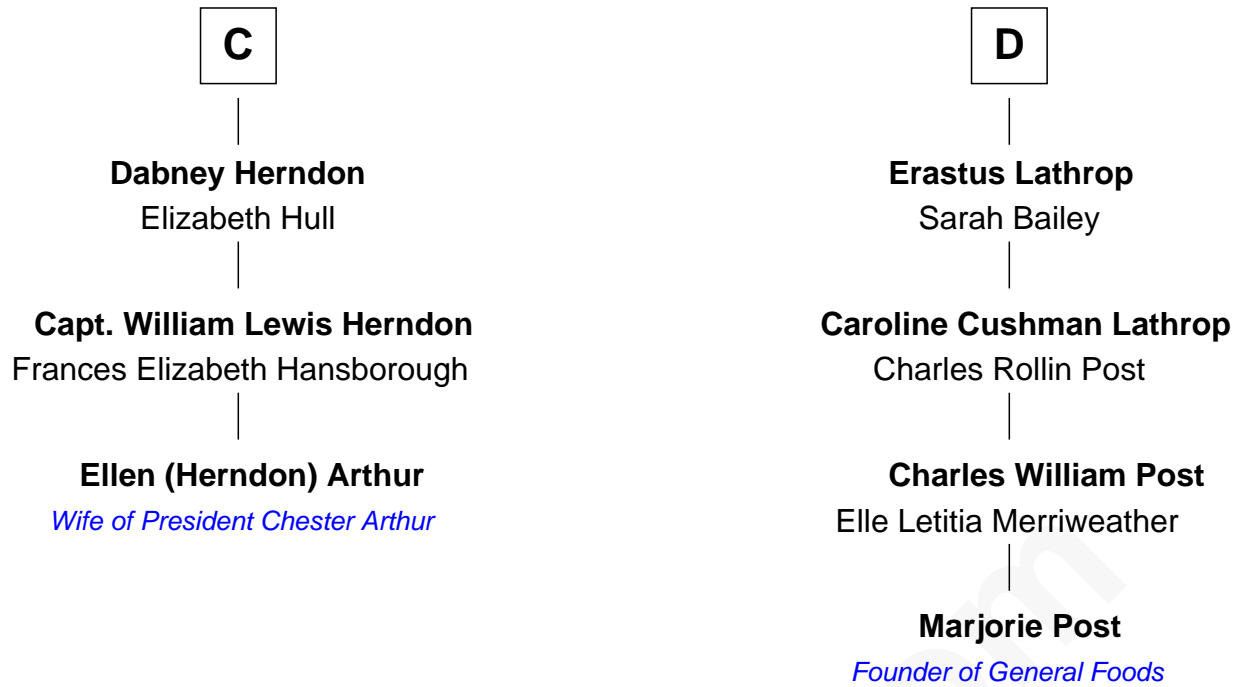 C
Dabney Herndon
Elizabeth Hull
Capt. William Lewis Herndon
Frances Elizabeth Hansborough
Ellen (Herndon) Arthur
Wife of President Chester Arthur
D
Erastus Lathrop
Sarah Bailey
Caroline Cushman Lathrop
Charles Rollin Post
Charles William Post
Elle Letitia Merriweather
Marjorie Post
Founder of General Foods